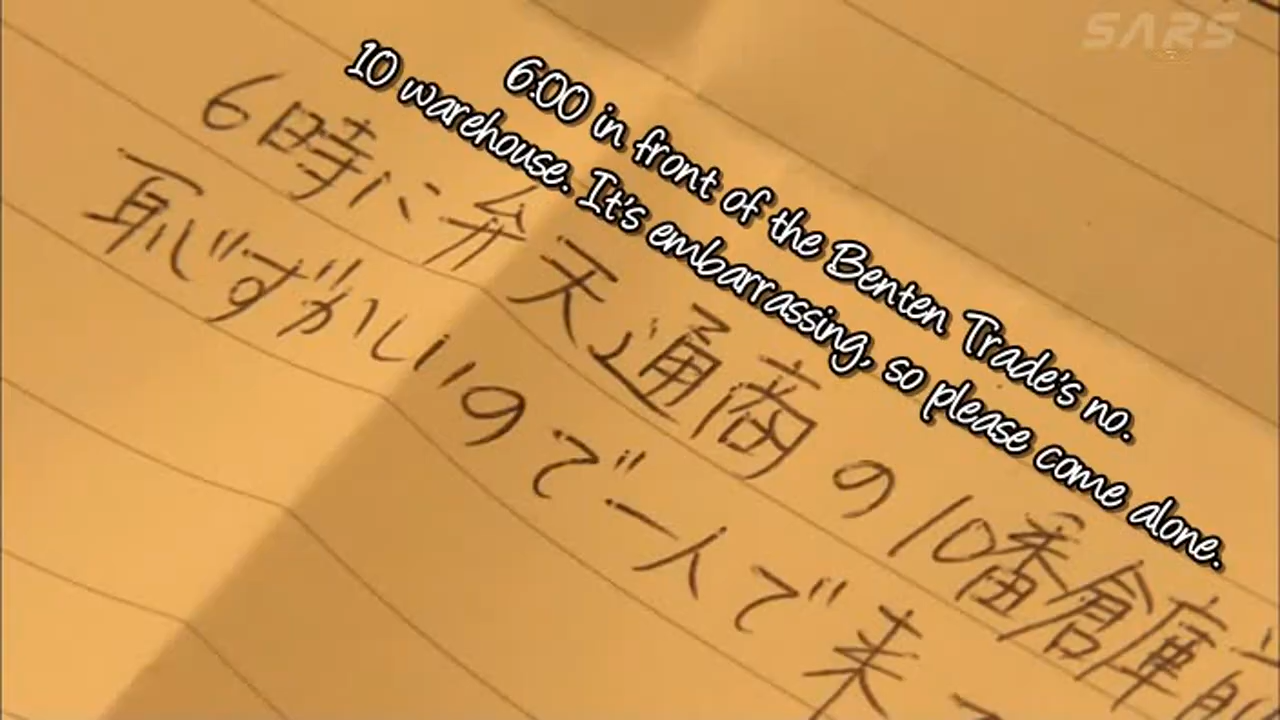 SARS
6:00 in front of the Benten Trade's no.
10 warehouse. It's embarrassing, so please come alone.
6時に弁天通商の10番倉庫前
恥ずかしいので一人で来